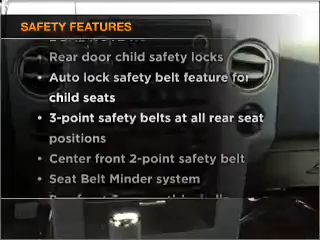 SAFETY FEATURES
• Rear door child safety locks
• Auto lock safety belt feature for
child seats
• 3-point safety belts at all rear seat
positions
• Center front 2-point safety belt
• Seat Belt Minder system